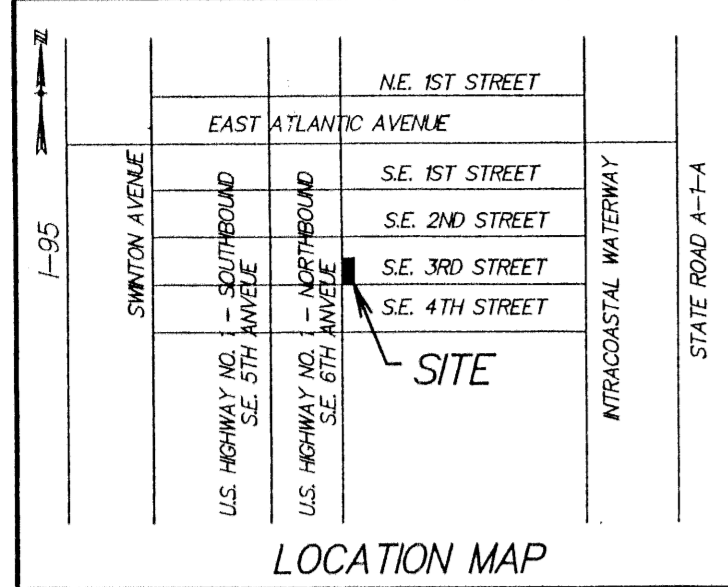 N
N.E. 1ST STREET
EAST ATLANTIC AVENUE
S.E. 1ST STREET
S.E. 2ND STREET
S.E. 3RD STREET
S.E. 4TH STREET
SITE
I-95
SWINTON AVENUE
U.S. HIGHWAY NO. 1 - SOUTHBOUND
S.E. 5TH ANVEUE
U.S. HIGHWAY NO. 1 - NORTHBOUND
S.E. 6TH ANVEUE
INTRACOASTAL WATERWAY
STATE ROAD A-1-A
LOCATION MAP